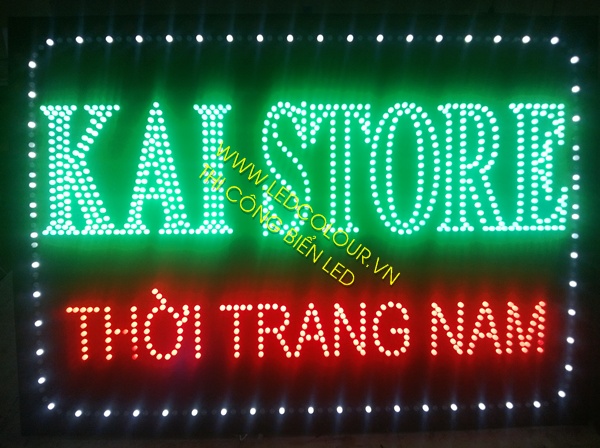 KAI STORE
WWW.LEDCOLOUR.VN
THI CÔNG BIỂN LED
THỜI TRANG NAM